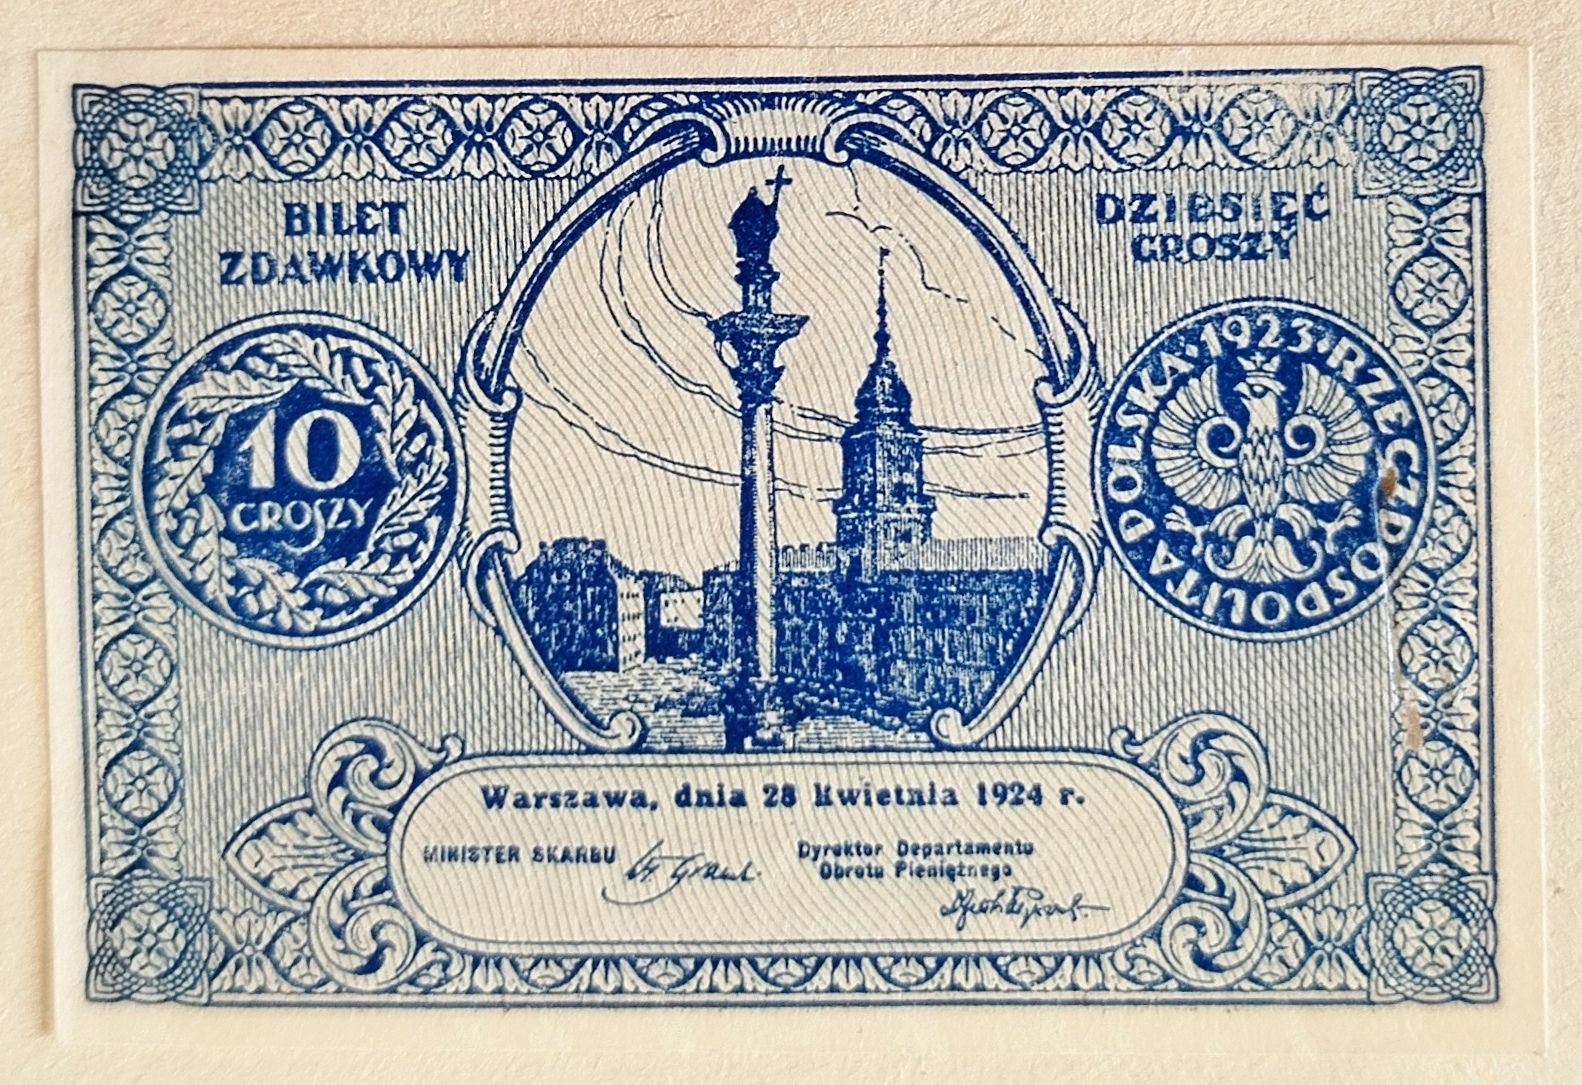 BILET
ZDAWKOWY
DZIESIĘĆ
GROSZY
10
GROSZY
RZECZPOSPOLITA POLSKA · 1923 ·
Warszawa, dnia 28 kwietnia 1924 r.
MINISTER SKARBU
Dyrektor Departamentu
Obrotu Pieniężnego